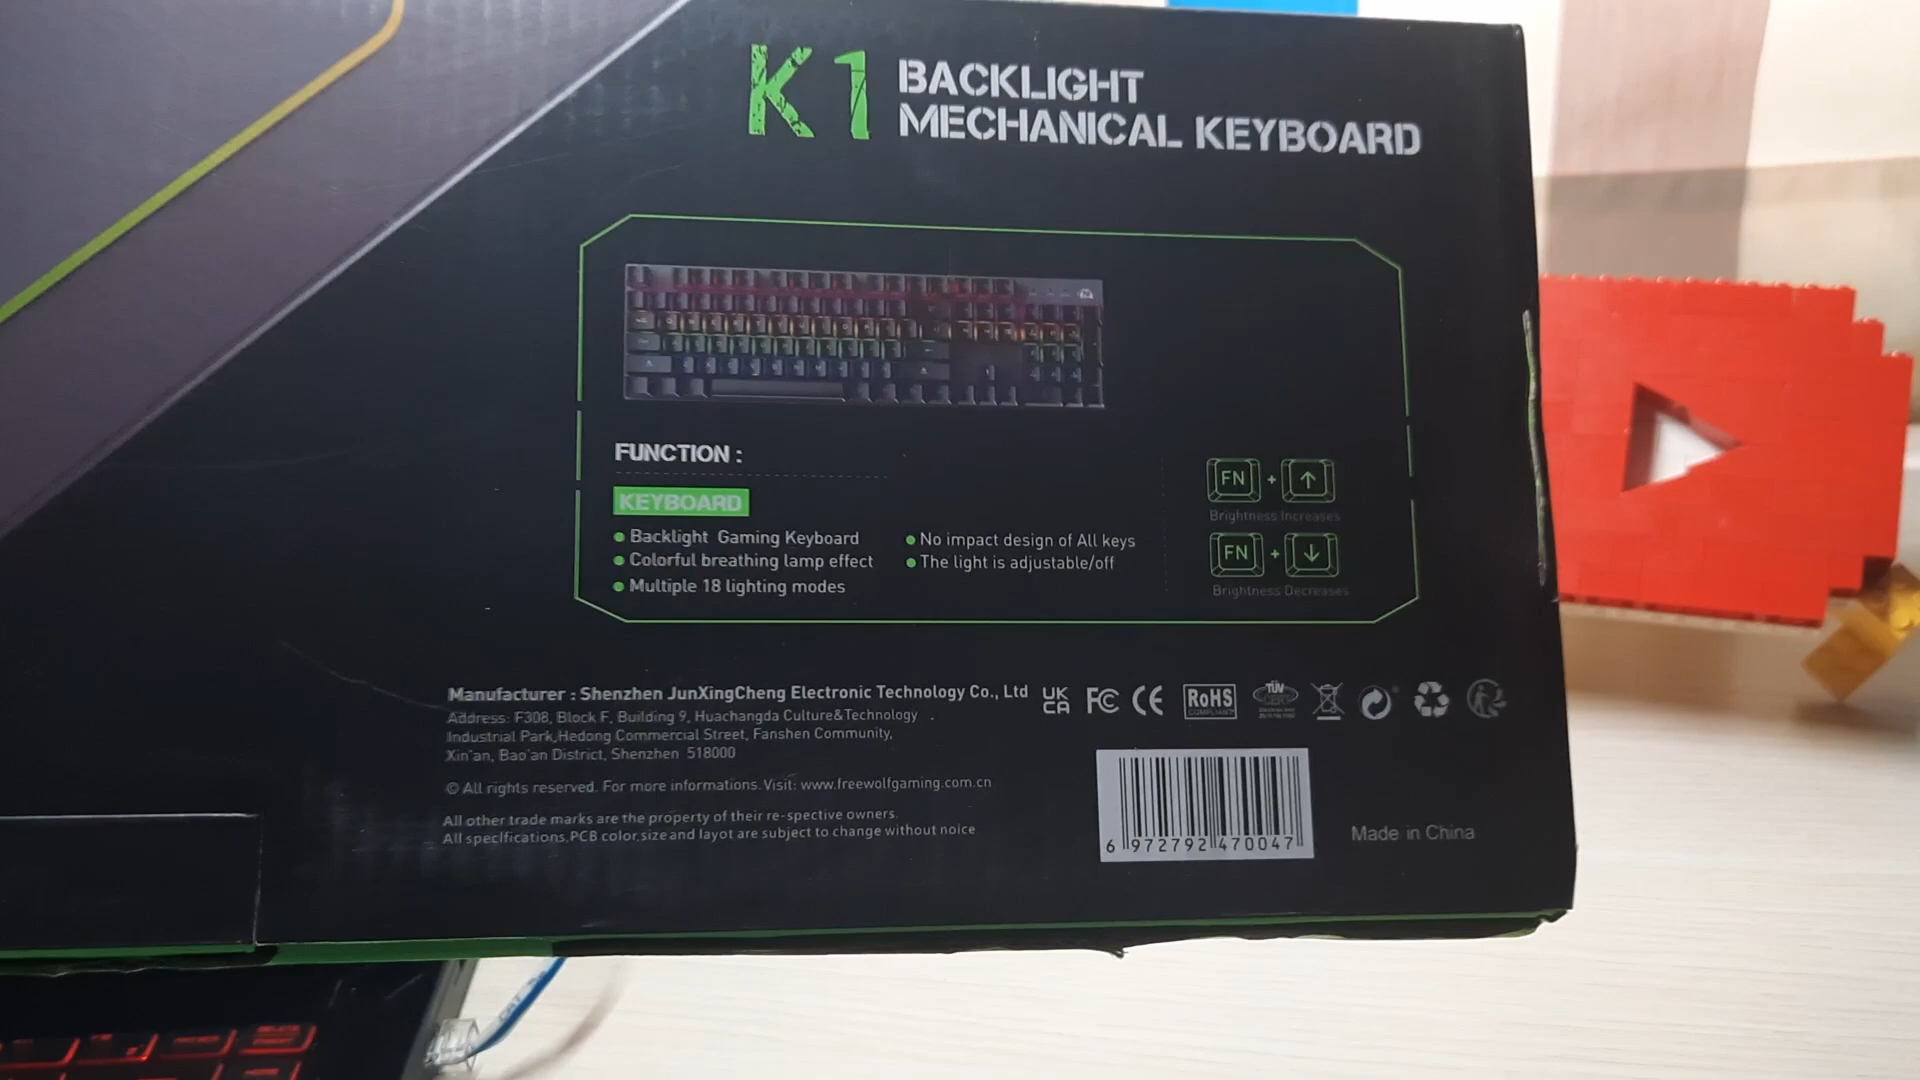 K1 BACKLIGHT
MECHANICAL KEYBOARD
FUNCTION :
KEYBOARD
Backlight Gaming Keyboard
Colorful breathing lamp effect
Multiple 18 lighting modes
No impact design of All keys
The light is adjustable/off
FN + ↑
Brightness Increases
FN + ↓
Brightness Decreases
Manufacturer : Shenzhen JunXingCheng Electronic Technology Co., Ltd
Address: F308, Block F, Building 9, Huachangda Culture&Technology
Industrial Park,Hedong Commercial Street, Fanshen Community,
Xin'an, Bao'an District, Shenzhen 518000
© All rights reserved. For more informations. Visit: www.freewolfgaming.com.cn
All other trade marks are the property of their re-spective owners.
All specifications,PCB color,size and layot are subject to change without noice
UK CA FC CE RoHS COMPLIANT TÜV
6 972792 470047
Made in China